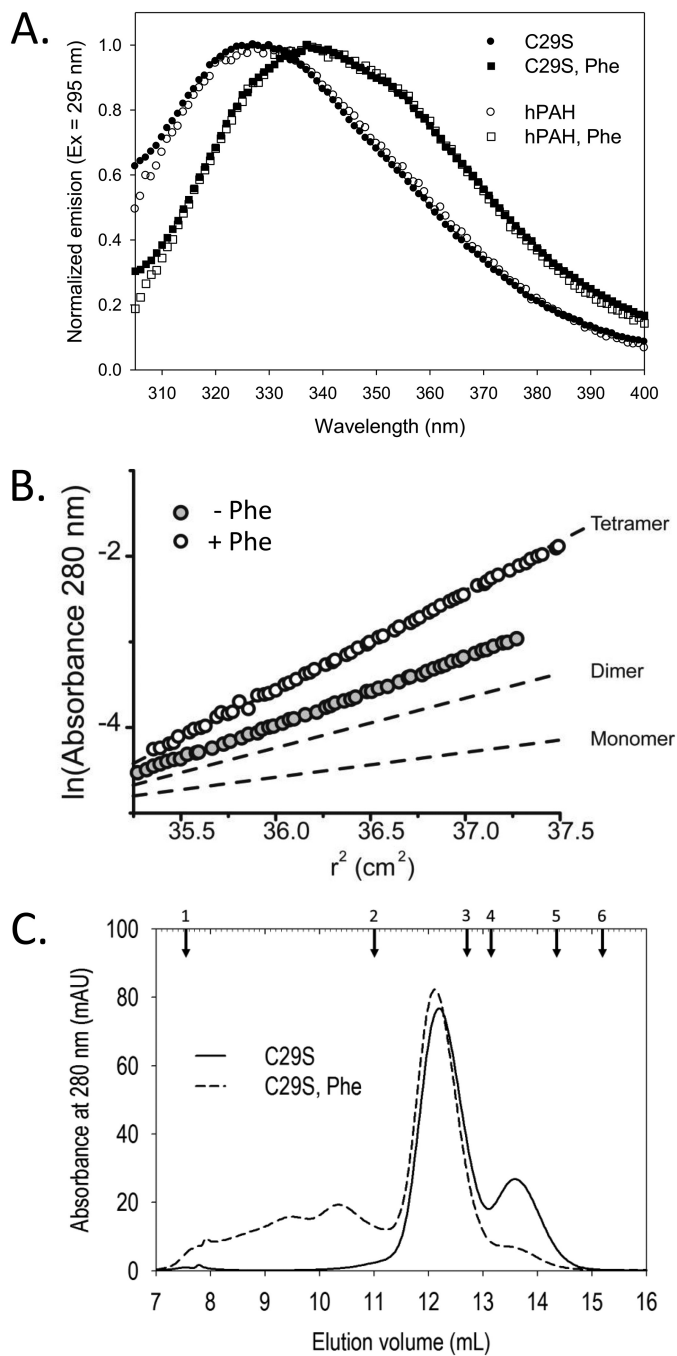 A.
Normalized emision (Ex = 295 nm)
1.0
0.8
0.6
0.4
0.2
0.0
C29S
C29S, Phe
hPAH
hPAH, Phe
310 320 330 340 350 360 370 380 390 400
Wavelength (nm)
B.
ln(Absorbance 280 nm)
-2
-4
- Phe
+ Phe
Tetramer
Dimer
Monomer
35.5 36.0 36.5 37.0 37.5
r² (cm²)
C.
1 2 3 4 5 6
Absorbance at 280 nm (mAU)
100
80
60
40
20
0
C29S
C29S, Phe
7 8 9 10 11 12 13 14 15 16
Elution volume (mL)